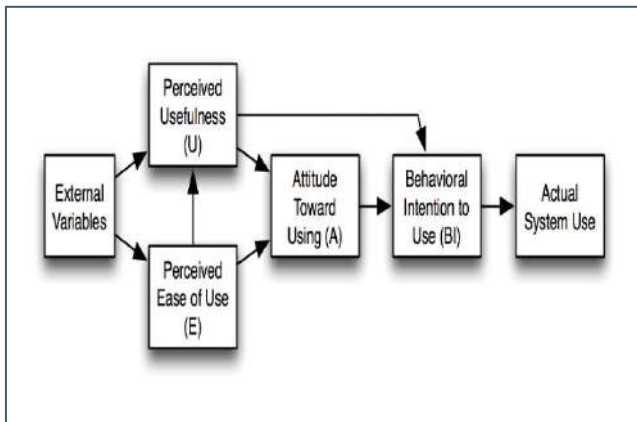 Perceived
Usefulness
(U)
External
Variables
Perceived
Ease of Use
(E)
Attitude
Toward
Using (A)
Behavioral
Intention to
Use (BI)
Actual
System Use